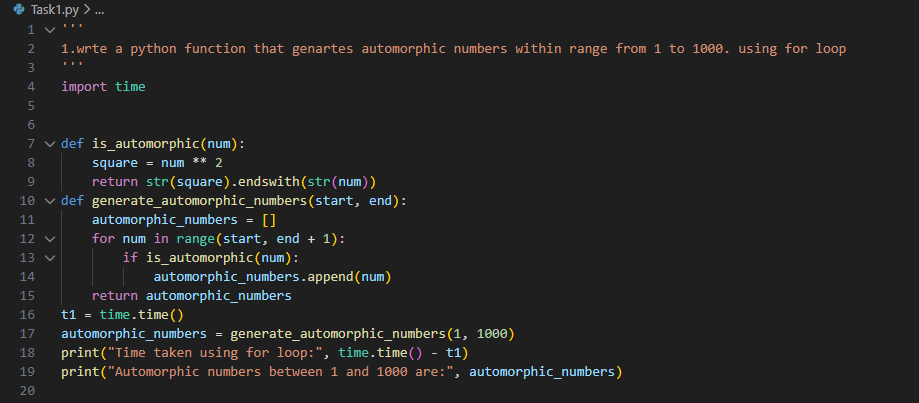 Task1.py > ...
1 '''
2 1.wrte a python function that genartes automorphic numbers within range from 1 to 1000. using for loop
3 '''
4 import time
5
6
7 def is_automorphic(num):
8     square = num ** 2
9     return str(square).endswith(str(num))
10 def generate_automorphic_numbers(start, end):
11     automorphic_numbers = []
12     for num in range(start, end + 1):
13         if is_automorphic(num):
14             automorphic_numbers.append(num)
15     return automorphic_numbers
16 t1 = time.time()
17 automorphic_numbers = generate_automorphic_numbers(1, 1000)
18 print("Time taken using for loop:", time.time() - t1)
19 print("Automorphic numbers between 1 and 1000 are:", automorphic_numbers)
20